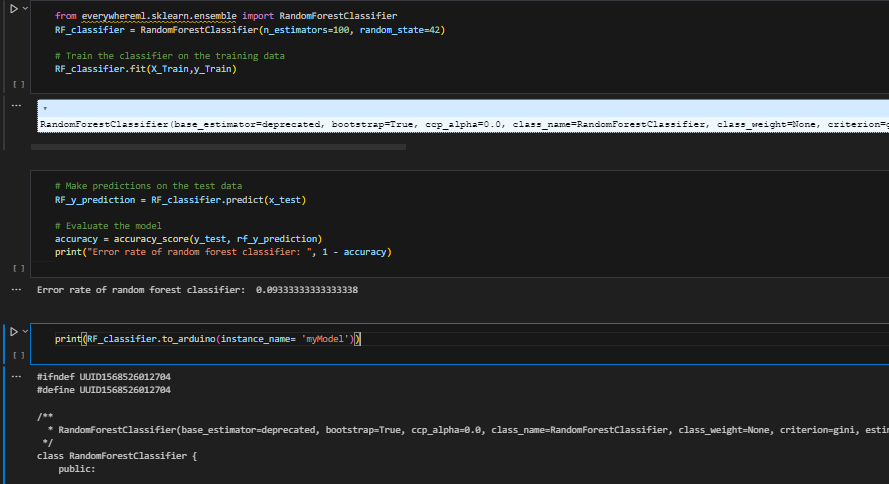 from everywhereml.sklearn.ensemble import RandomForestClassifier
RF_classifier = RandomForestClassifier(n_estimators=100, random_state=42)
# Train the classifier on the training data
RF_classifier.fit(X_Train,y_Train)
[ ]
...
RandomForestClassifier(base_estimator=deprecated, bootstrap=True, ccp_alpha=0.0, class_name=RandomForestClassifier, class_weight=None, criterion=gi
# Make predictions on the test data
RF_y_prediction = RF_classifier.predict(x_test)
# Evaluate the model
accuracy = accuracy_score(y_test, rf_y_prediction)
print("Error rate of random forest classifier: ", 1 - accuracy)
[ ]
...
Error rate of random forest classifier:  0.09333333333333338
print(RF_classifier.to_arduino(instance_name= 'myModel'))
[ ]
...
#ifndef UUID1568526012704
#define UUID1568526012704
/**
* RandomForestClassifier(base_estimator=deprecated, bootstrap=True, ccp_alpha=0.0, class_name=RandomForestClassifier, class_weight=None, criterion=gini, esti
*/
class RandomForestClassifier {
public: